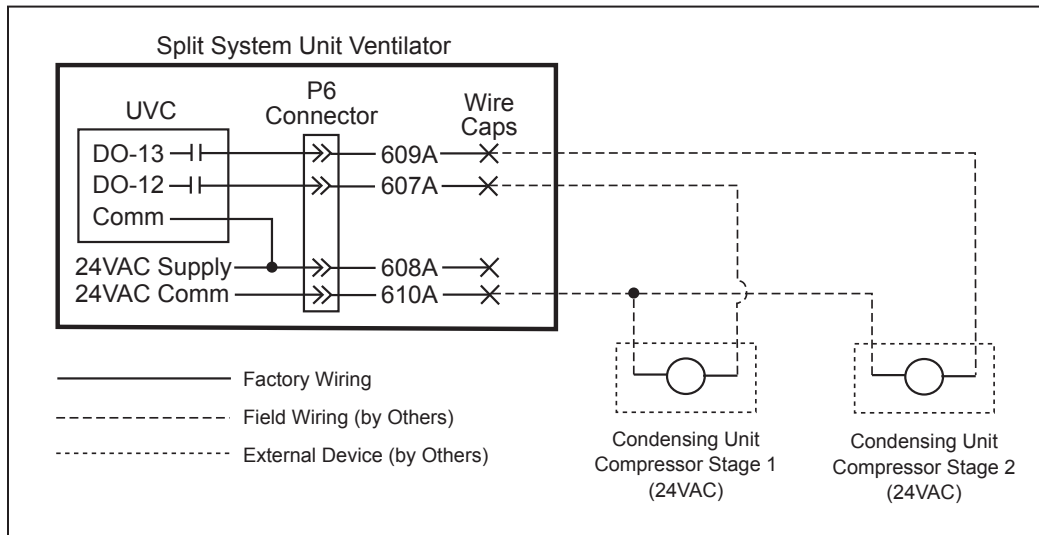 Split System Unit Ventilator
UVC
P6
Connector
Wire
Caps
DO-13
609A
DO-12
607A
Comm
24VAC Supply
608A
24VAC Comm
610A
Factory Wiring
Field Wiring (by Others)
External Device (by Others)
Condensing Unit
Compressor Stage 1
(24VAC)
Condensing Unit
Compressor Stage 2
(24VAC)